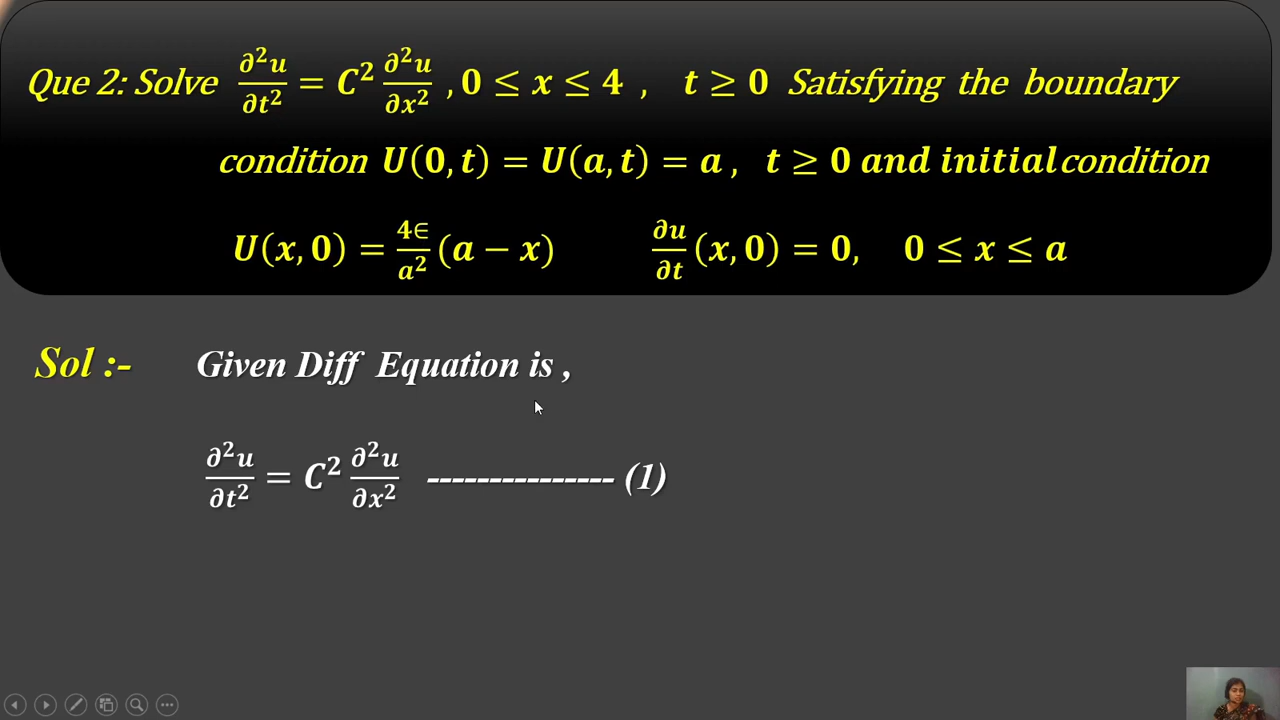 Que 2: Solve ∂²u/∂t² = C² ∂²u/∂x² , 0 ≤ x ≤ 4 , t ≥ 0 Satisfying the boundary
condition U(0, t) = U(a, t) = a , t ≥ 0 and initial condition
U(x, 0) = 4∈/a² (a − x) ∂u/∂t (x, 0) = 0, 0 ≤ x ≤ a
Sol :- Given Diff Equation is ,
∂²u/∂t² = C² ∂²u/∂x² --------------- (1)